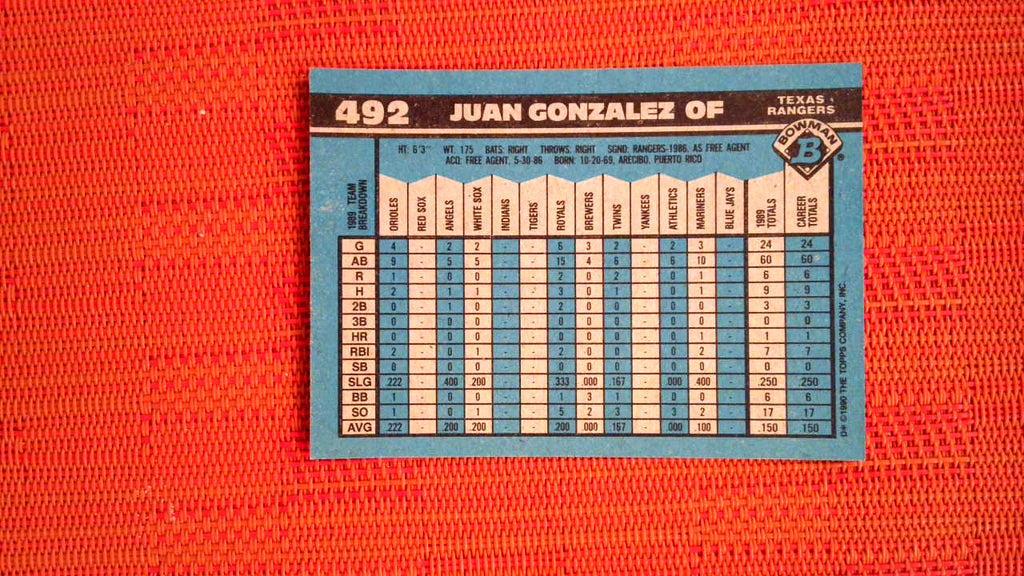 492 JUAN GONZALEZ OF TEXAS RANGERS
BOWMAN B ®
HT: 6'3" WT: 175 BATS: RIGHT THROWS: RIGHT SGND: RANGERS-1986, AS FREE AGENT
ACQ: FREE AGENT, 5-30-86 BORN: 10-20-69, ARECIBO, PUERTO RICO
1989 TEAM BREAKDOWN ORIOLES RED SOX ANGELS WHITE SOX INDIANS TIGERS ROYALS BREWERS TWINS YANKEES ATHLETICS MARINERS BLUE JAYS 1989 TOTALS CAREER TOTALS
G 4 - 2 2 - - 6 3 2 - 2 3 - 24 24
AB 9 - 5 5 - - 15 4 6 - 6 10 - 60 60
R 1 - 0 0 - - 2 0 2 - 0 1 - 6 6
H 2 - 1 1 - - 3 0 1 - 0 1 - 9 9
2B 0 - 1 0 - - 2 0 0 - 0 0 - 3 3
3B 0 - 0 0 - - 0 0 0 - 0 0 - 0 0
HR 0 - 0 0 - - 0 0 0 - 0 1 - 1 1
RBI 2 - 0 1 - - 2 0 0 - 0 2 - 7 7
SB 0 - 0 0 - - 0 0 0 - 0 0 - 0 0
SLG .222 - .400 .200 - - .333 .000 .167 - .000 .400 - .250 .250
BB 1 - 0 0 - - 1 3 1 - 0 0 - 6 6
SO 1 - 0 1 - - 5 2 3 - 3 2 - 17 17
AVG .222 - .200 .200 - - .200 .000 .167 - .000 .100 - .150 .150
D* ©1990 THE TOPPS COMPANY, INC.